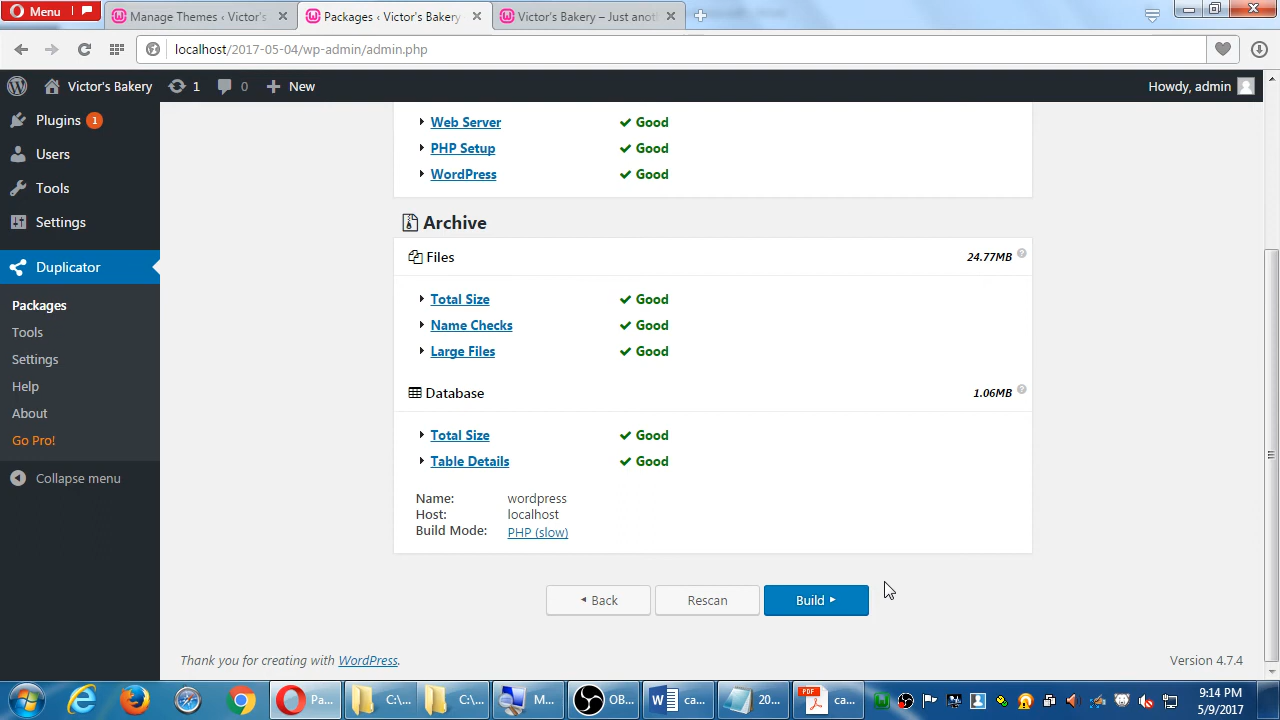 Menu
Manage Themes ‹ Victor's
Packages ‹ Victor's Bakery
Victor's Bakery – Just anot
localhost/2017-05-04/wp-admin/admin.php
Victor's Bakery 1 0 New Howdy, admin
Plugins 1
Users
Tools
Settings
Duplicator
Packages
Tools
Settings
Help
About
Go Pro!
Collapse menu
Web Server Good
PHP Setup Good
WordPress Good
Archive
Files 24.77MB
Total Size Good
Name Checks Good
Large Files Good
Database 1.06MB
Total Size Good
Table Details Good
Name: wordpress
Host: localhost
Build Mode: PHP (slow)
Back Rescan Build
Thank you for creating with WordPress. Version 4.7.4
Pa... C:\... C:\... M... OB... ca... 20... ca...
9:14 PM
5/9/2017